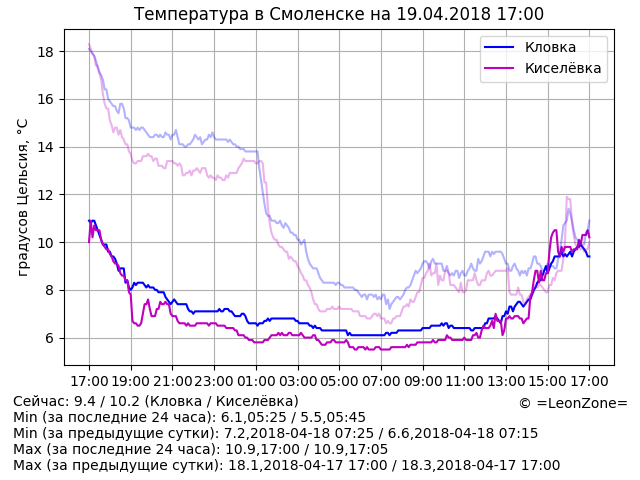 Температура в Смоленске на 19.04.2018 17:00
Кловка
Киселёвка
градусов Цельсия, °C
18
16
14
12
10
8
6
17:00 19:00 21:00 23:00 01:00 03:00 05:00 07:00 09:00 11:00 13:00 15:00 17:00
Сейчас: 9.4 / 10.2 (Кловка / Киселёвка)
© =LeonZone=
Min (за последние 24 часа): 6.1,05:25 / 5.5,05:45
Min (за предыдущие сутки): 7.2,2018-04-18 07:25 / 6.6,2018-04-18 07:15
Max (за последние 24 часа): 10.9,17:00 / 10.9,17:05
Max (за предыдущие сутки): 18.1,2018-04-17 17:00 / 18.3,2018-04-17 17:00